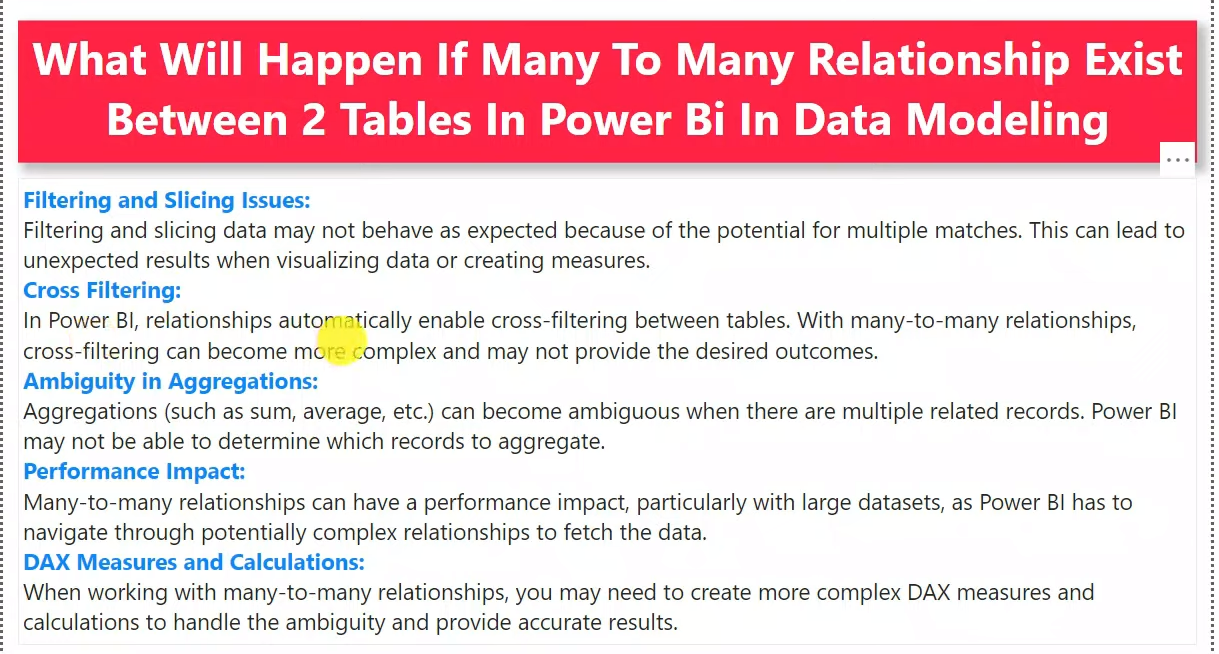 What Will Happen If Many To Many Relationship Exist
Between 2 Tables In Power Bi In Data Modeling
Filtering and Slicing Issues:
Filtering and slicing data may not behave as expected because of the potential for multiple matches. This can lead to
unexpected results when visualizing data or creating measures.
Cross Filtering:
In Power BI, relationships automatically enable cross-filtering between tables. With many-to-many relationships,
cross-filtering can become more complex and may not provide the desired outcomes.
Ambiguity in Aggregations:
Aggregations (such as sum, average, etc.) can become ambiguous when there are multiple related records. Power BI
may not be able to determine which records to aggregate.
Performance Impact:
Many-to-many relationships can have a performance impact, particularly with large datasets, as Power BI has to
navigate through potentially complex relationships to fetch the data.
DAX Measures and Calculations:
When working with many-to-many relationships, you may need to create more complex DAX measures and
calculations to handle the ambiguity and provide accurate results.